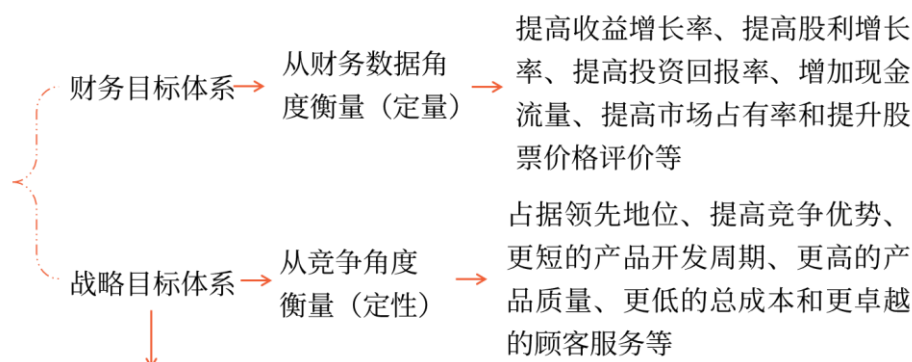 财务目标体系
从财务数据角
度衡量（定量）
提高收益增长率、提高股利增长
率、提高投资回报率、增加现金
流量、提高市场占有率和提升股
票价格评价等
战略目标体系
从竞争角度
衡量（定性）
占据领先地位、提高竞争优势、
更短的产品开发周期、更高的产
品质量、更低的总成本和更卓越
的顾客服务等